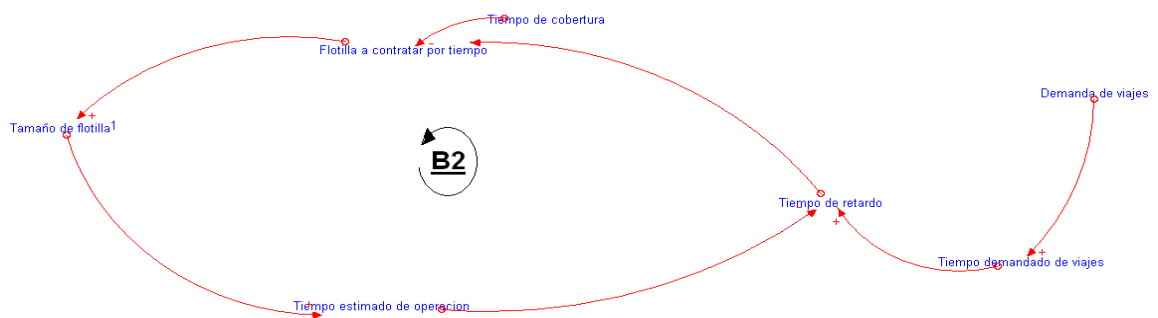 Tiempo de cobertura
Flotilla a contratar por tiempo
-
Demanda de viajes
+
Tamaño de flotilla1
B2
Tiempo de retardo
-
+
+
Tiempo demandado de viajes
+
Tiempo estimado de operacion